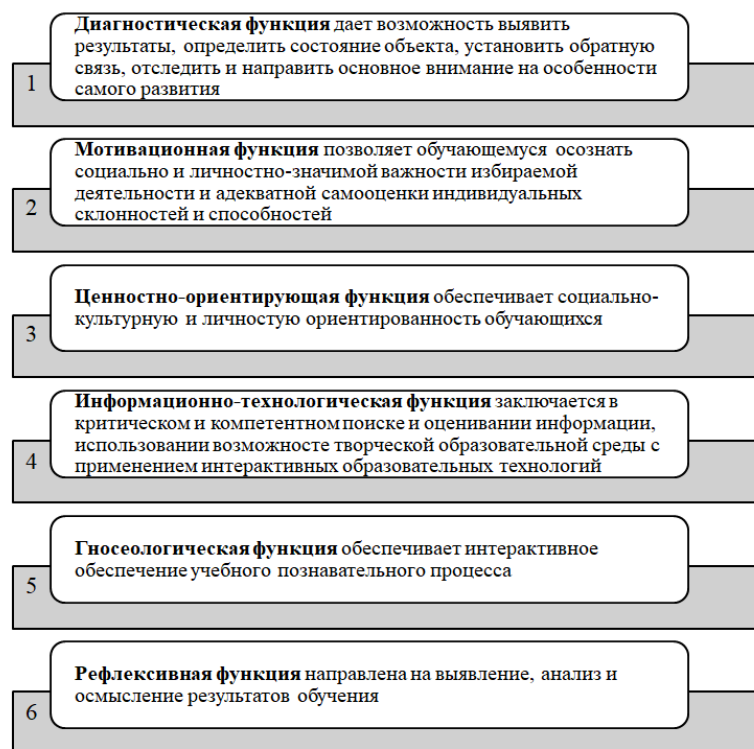 Диагностическая функция дает возможность выявить
результаты, определить состояние объекта, установить обратную
связь, отследить и направить основное внимание на особенности
самого развития
1
Мотивационная функция позволяет обучающемуся осознать
социально и личностно-значимой важности избираемой
деятельности и адекватной самооценки индивидуальных
склонностей и способностей
2
Ценностно-ориентирующая функция обеспечивает социально-
культурную и личностую ориентированность обучающихся
3
Информационно-технологическая функция заключается в
критическом и компетентном поиске и оценивании информации,
использовании возможносте творческой образовательной среды с
применением интерактивных образовательных технологий
4
Гносеологическая функция обеспечивает интерактивное
обеспечение учебного познавательного процесса
5
Рефлексивная функция направлена на выявление, анализ и
осмысление результатов обучения
6